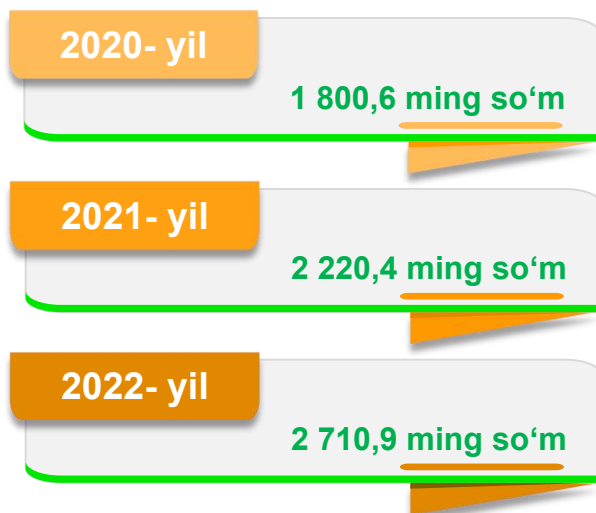 2020- yil
1 800,6 ming so‘m
2021- yil
2 220,4 ming so‘m
2022- yil
2 710,9 ming so‘m